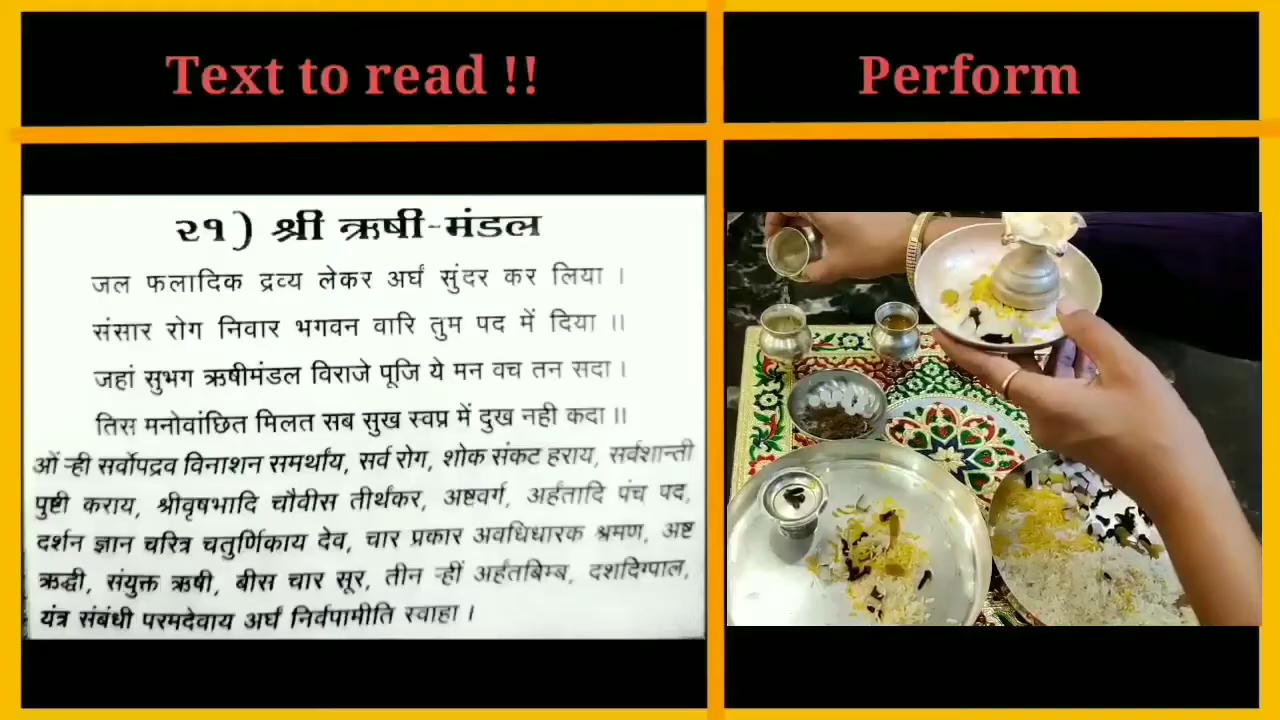 Text to read !!
Perform
२१) श्री ऋषी-मंडल
जल फलादिक द्रव्य लेकर अर्घं सुंदर कर लिया ।
संसार रोग निवार भगवन वारि तुम पद में दिया ।।
जहां सुभग ऋषीमंडल विराजे पूजि ये मन वच तन सदा ।
तिस मनोवांछित मिलत सब सुख स्वप्न में दुख नही कदा ।।
ओं ऱ्ही सर्वोपद्रव विनाशन समर्थाय, सर्व रोग, शोक संकट हराय, सर्वशान्ती
पुष्टी कराय, श्रीवृषभादि चौवीस तीर्थंकर, अष्टवर्ग, अर्हंतादि पंच पद,
दर्शन ज्ञान चरित्र चतुर्णिकाय देव, चार प्रकार अवधिधारक श्रमण, अष्ट
ऋद्धी, संयुक्त ऋषी, बीस चार सूर, तीन ऱ्हीं अर्हंतबिम्ब, दशदिग्पाल,
यंत्र संबंधी परमदेवाय अर्घं निर्वपामीति स्वाहा ।